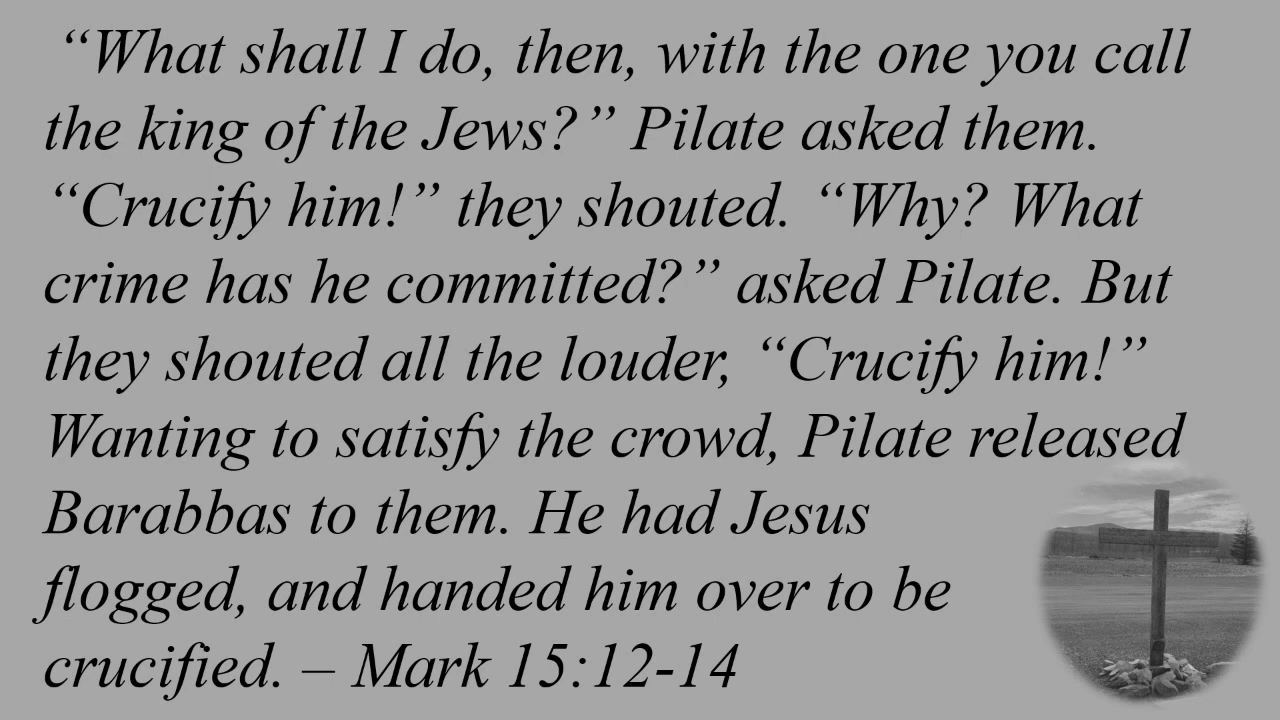 “What shall I do, then, with the one you call
the king of the Jews?” Pilate asked them.
“Crucify him!” they shouted. “Why? What
crime has he committed?” asked Pilate. But
they shouted all the louder, “Crucify him!”
Wanting to satisfy the crowd, Pilate released
Barabbas to them. He had Jesus
flogged, and handed him over to be
crucified. – Mark 15:12-14